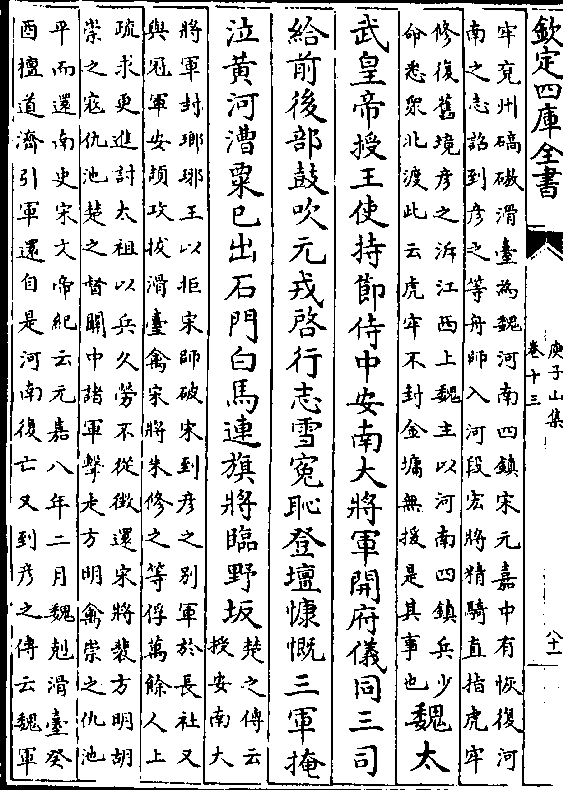 欽定四庫全書
庾子山集
卷十三
八十一
牢兖州碻磝滑臺為魏河南四鎮宋元嘉中有恢復河
南之志詔到彦之等舟師入河段宏將精騎直指虎牢
修復舊境彦之泝江西上魏主以河南四鎮兵少
命悉衆北渡此云虎牢不封金墉無援是其事也
魏太
武皇帝授王使持節侍中安南大將軍開府儀同三司
給前後部鼓吹元戎啓行志雪寃恥登壇慷慨三軍掩
泣黄河漕粟已出石門白馬連旗將臨野坂
楚之傳云
授安南大
將軍封瑯琊王以拒宋師破宋到彦之别軍於長社又
與冠軍安頡攻拔滑臺禽宋將朱修之等俘萬餘人上
疏求更進討太祖以兵久勞不從徵還宋將裴方明胡
崇之寇仇池楚之督關中諸軍擊走方明禽崇之仇池
平而還南史宋文帝紀云元嘉八年二月魏剋滑臺癸
酉檀道濟引軍還自是河南復亡又到彦之傳云魏軍